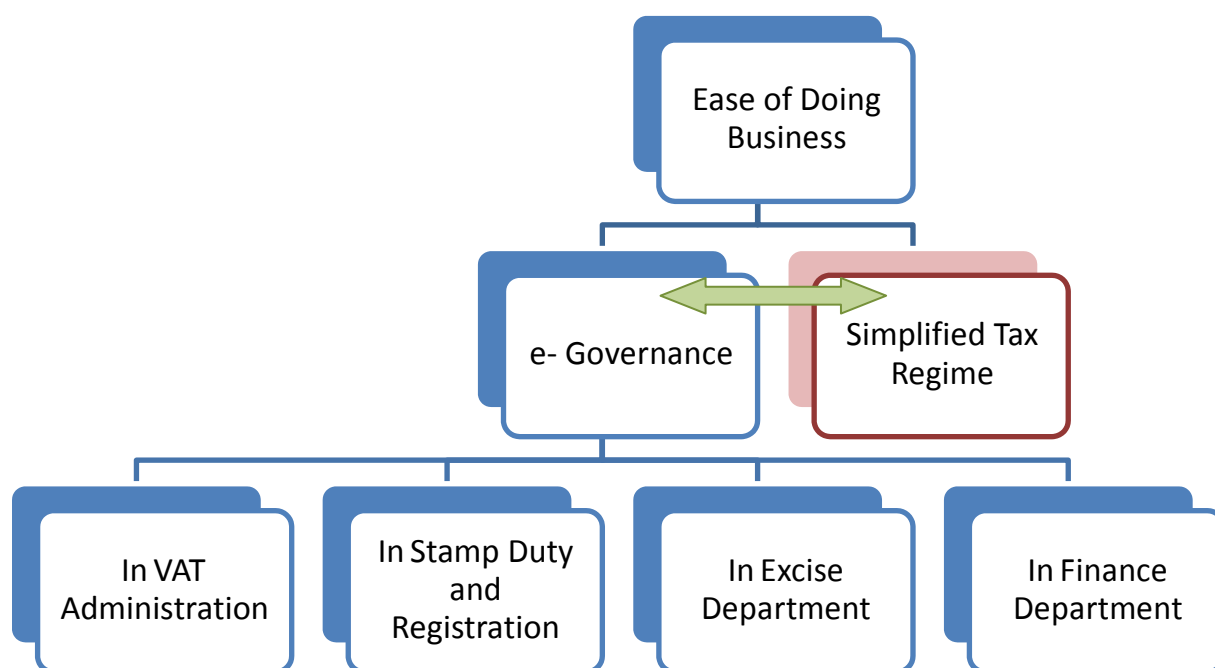 Ease of Doing
Business
e- Governance
Simplified Tax
Regime
In VAT
Administration
In Stamp Duty
and
Registration
In Excise
Department
In Finance
Department